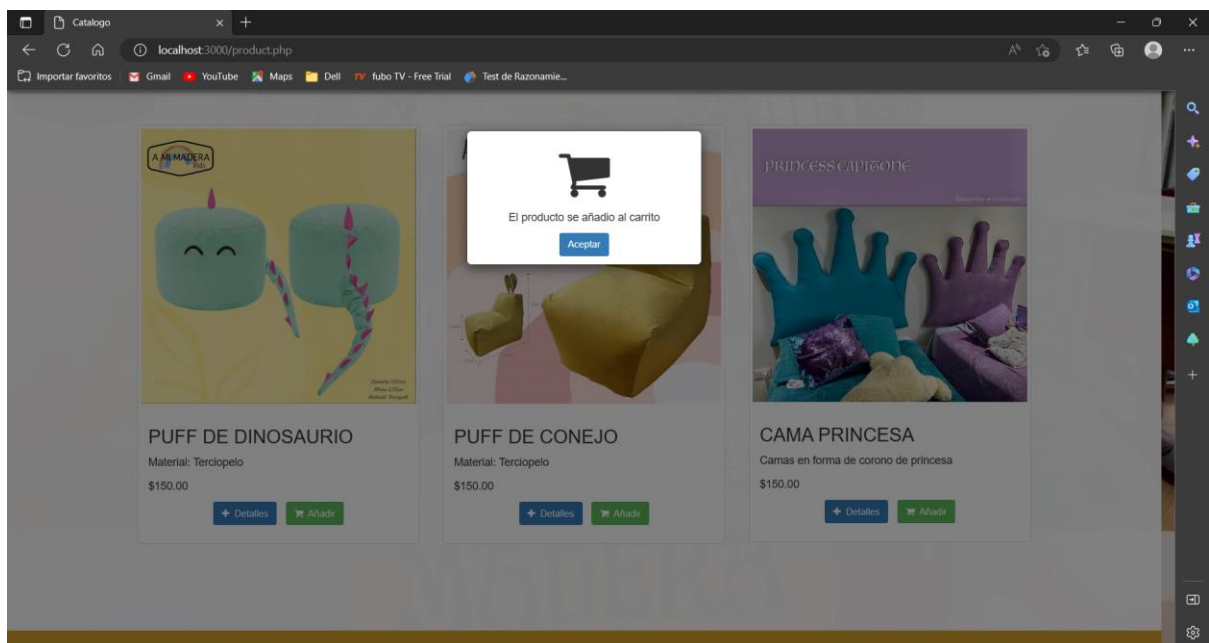 Catalogo
localhost:3000/product.php
Importar favoritos Gmail YouTube Maps Dell fubo TV - Free Trial Test de Razonamie...
A MI MADERA
Kids
PRINCESS CAPITONE
El producto se añadio al carrito
Aceptar
PUFF DE DINOSAURIO
Material: Terciopelo
$150.00
Detalles Añadir
PUFF DE CONEJO
Material: Terciopelo
$150.00
Detalles Añadir
CAMA PRINCESA
Camas en forma de corono de princesa
$150.00
Detalles Añadir
MADERA